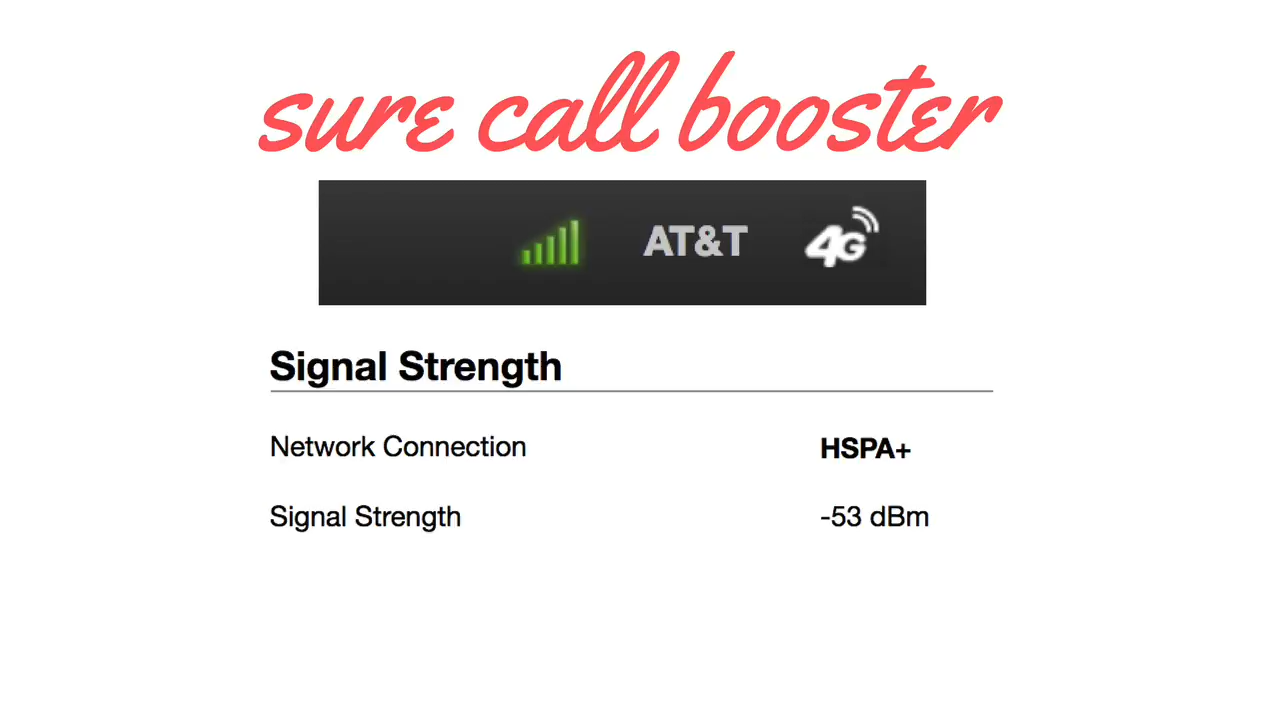 sure call booster
AT&T 4G
Signal Strength
Network Connection HSPA+
Signal Strength -53 dBm